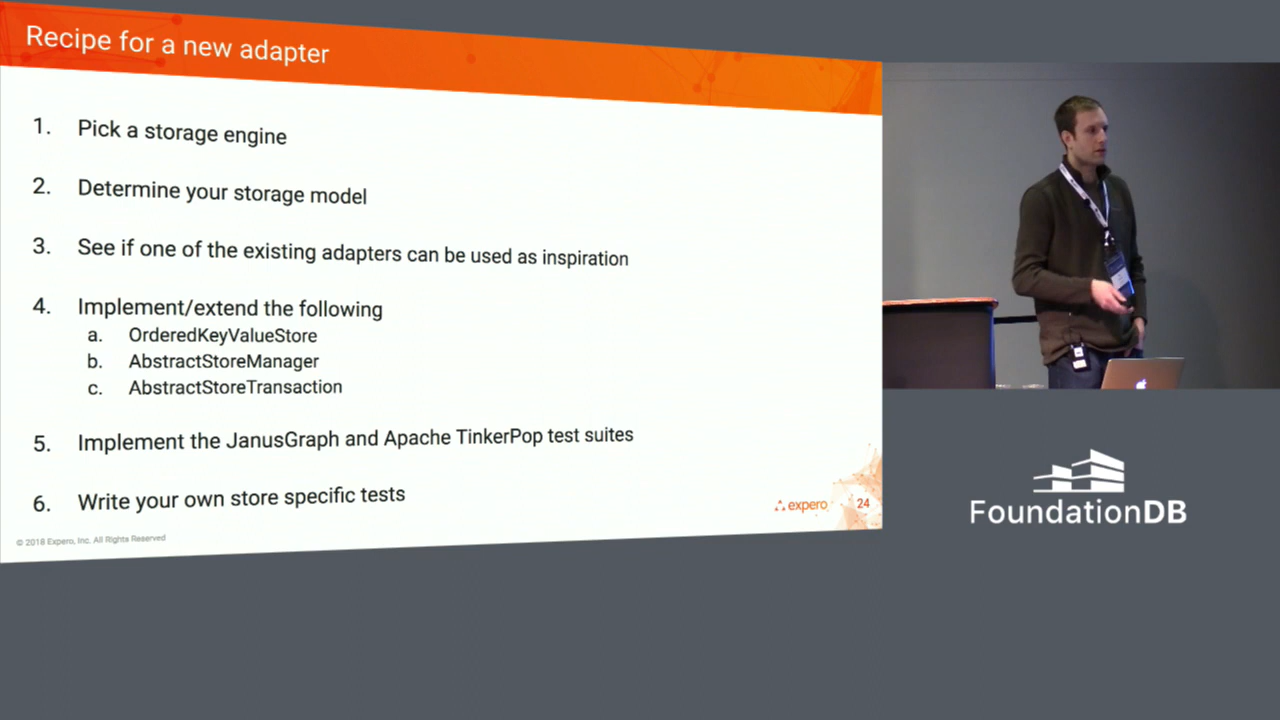 Recipe for a new adapter
1. Pick a storage engine
2. Determine your storage model
3. See if one of the existing adapters can be used as inspiration
4. Implement/extend the following
a. OrderedKeyValueStore
b. AbstractStoreManager
c. AbstractStoreTransaction
5. Implement the JanusGraph and Apache TinkerPop test suites
6. Write your own store specific tests
expero 24
© 2018 Expero, Inc. All Rights Reserved
FoundationDB